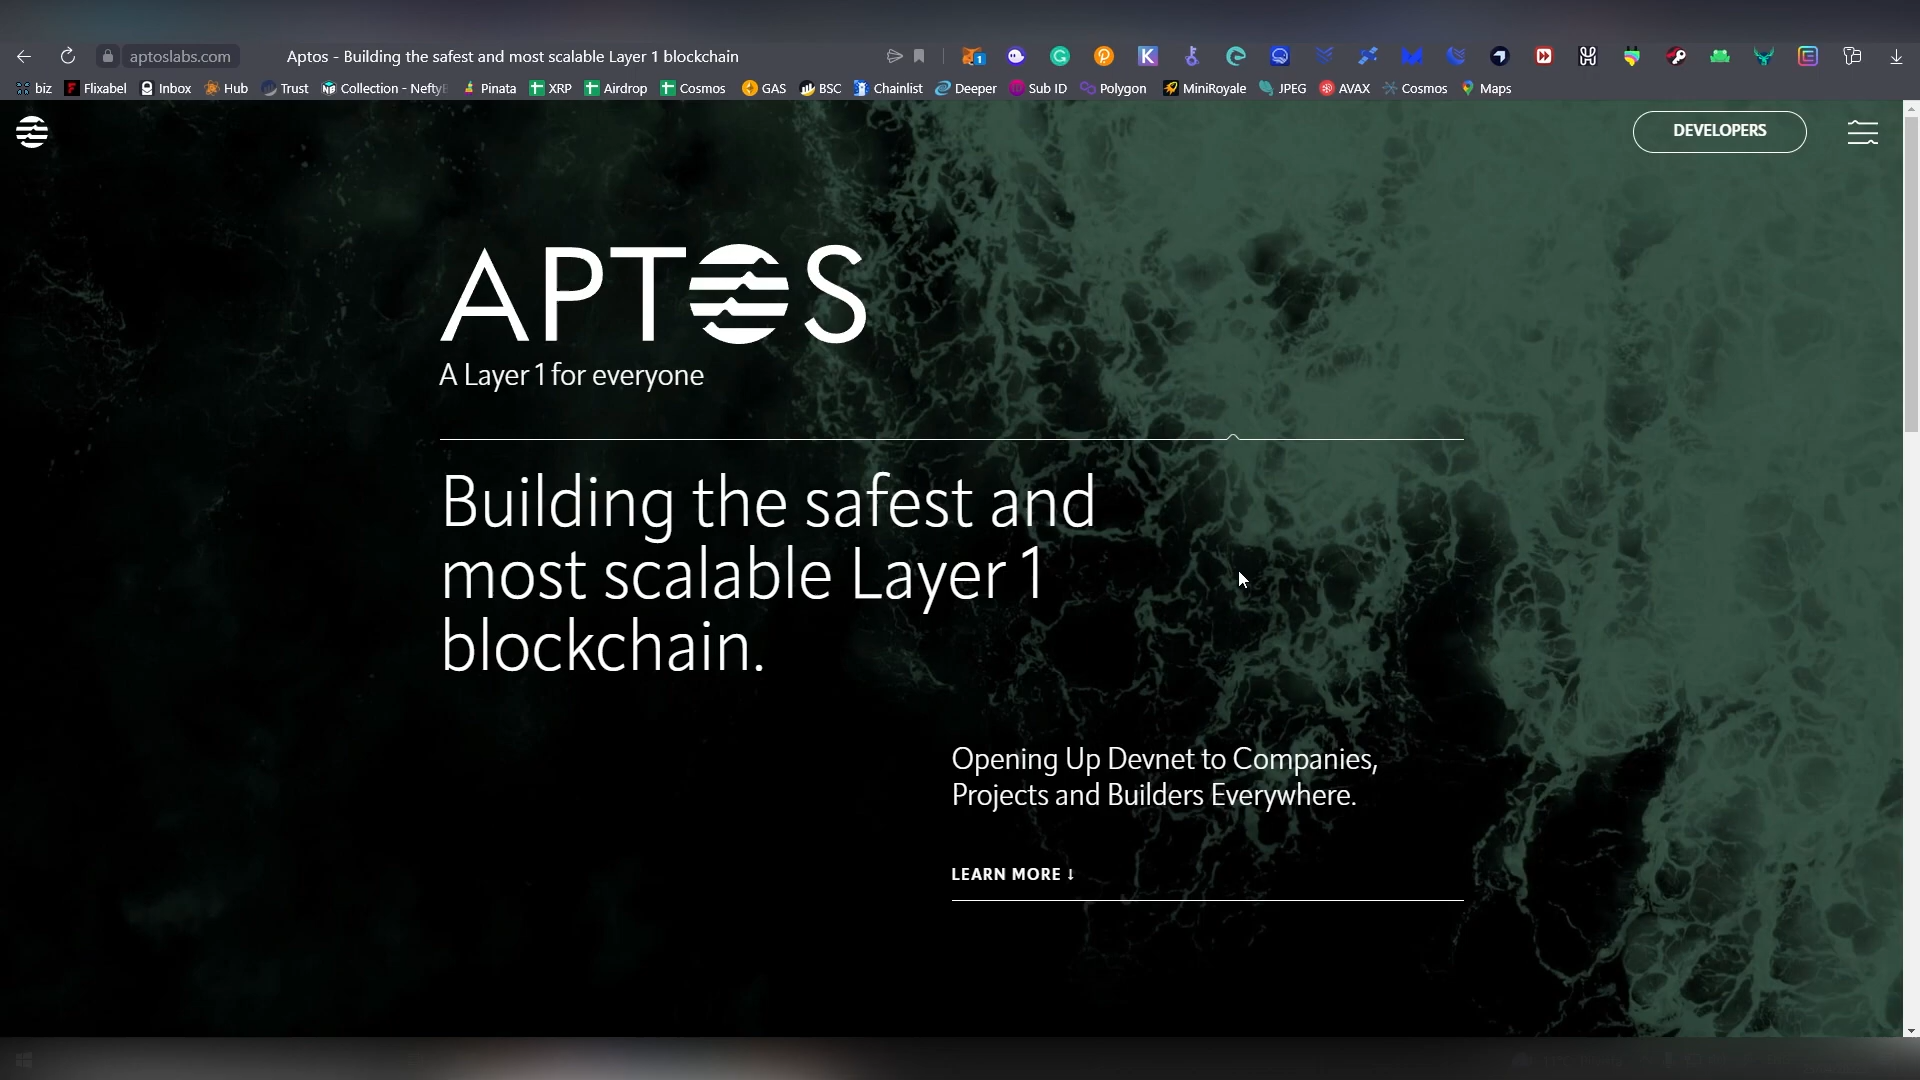 aptoslabs.com
Aptos - Building the safest and most scalable Layer 1 blockchain
1
biz Flixabel Inbox Hub Trust Collection - Nefty Pinata XRP Airdrop Cosmos GAS BSC Chainlist Deeper Sub ID Polygon MiniRoyale JPEG AVAX Cosmos Maps
DEVELOPERS
APTOS
A Layer 1 for everyone
Building the safest and
most scalable Layer 1
blockchain.
Opening Up Devnet to Companies,
Projects and Builders Everywhere.
LEARN MORE ↓